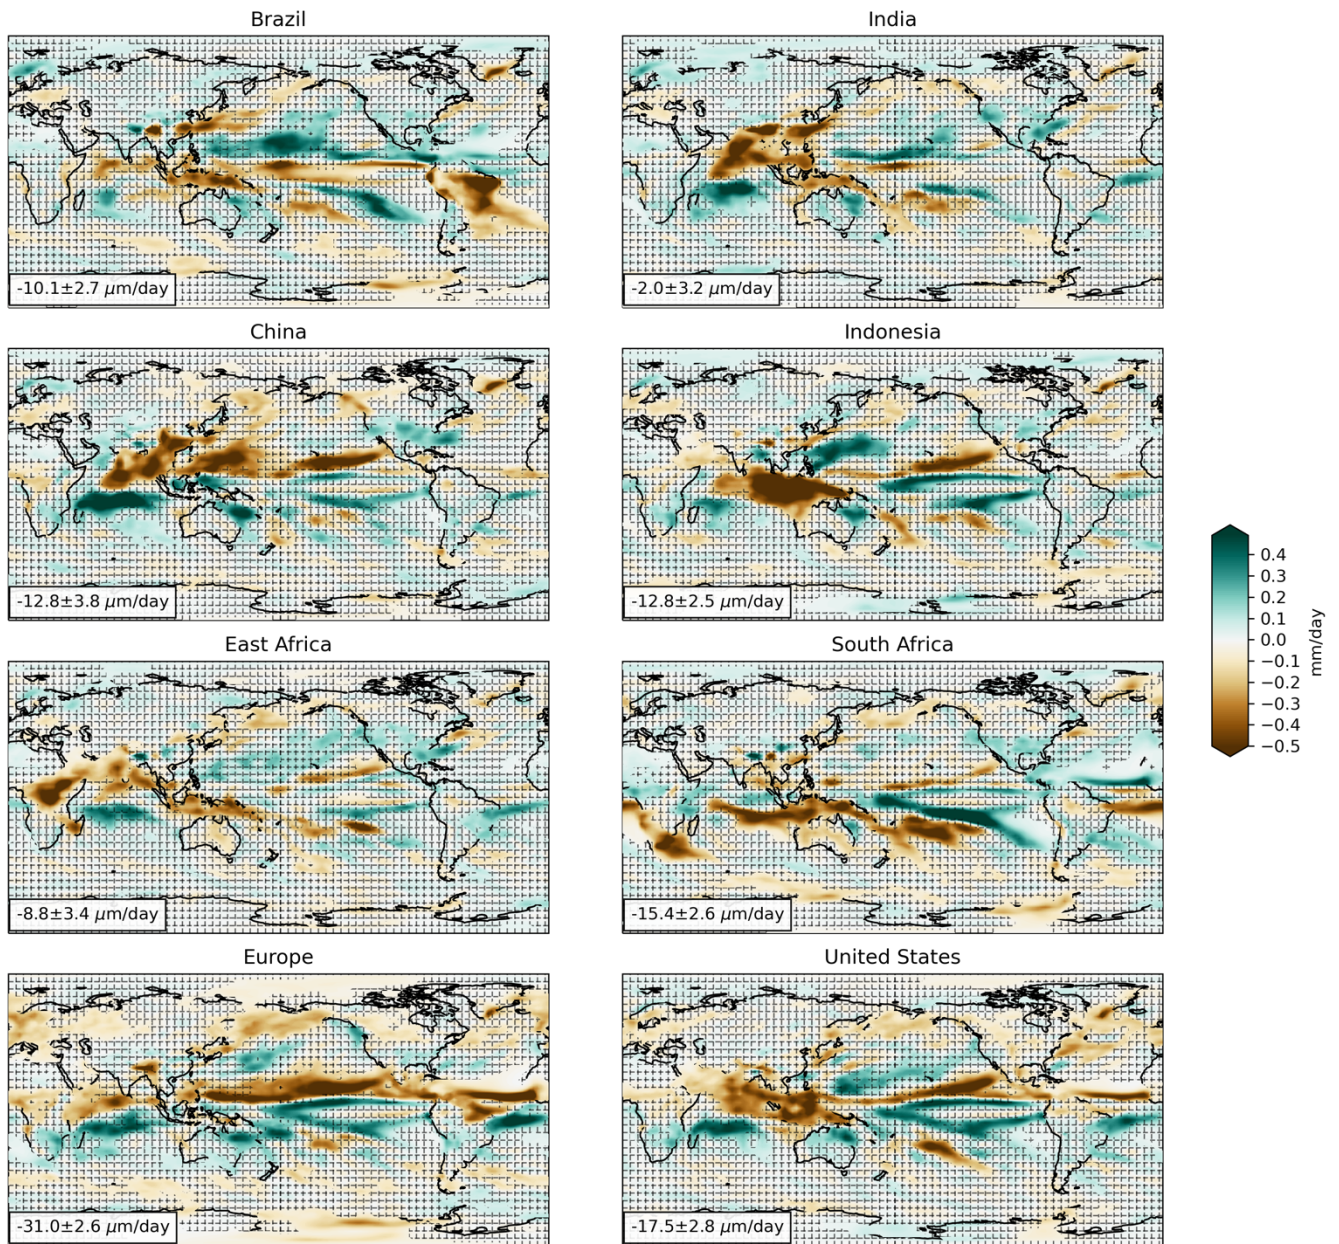 Brazil
India
-10.1±2.7 μm/day
-2.0±3.2 μm/day
China
Indonesia
-12.8±3.8 μm/day
-12.8±2.5 μm/day
East Africa
South Africa
-8.8±3.4 μm/day
-15.4±2.6 μm/day
Europe
United States
-31.0±2.6 μm/day
-17.5±2.8 μm/day
0.4
0.3
0.2
0.1
0.0
−0.1
−0.2
−0.3
−0.4
−0.5
mm/day